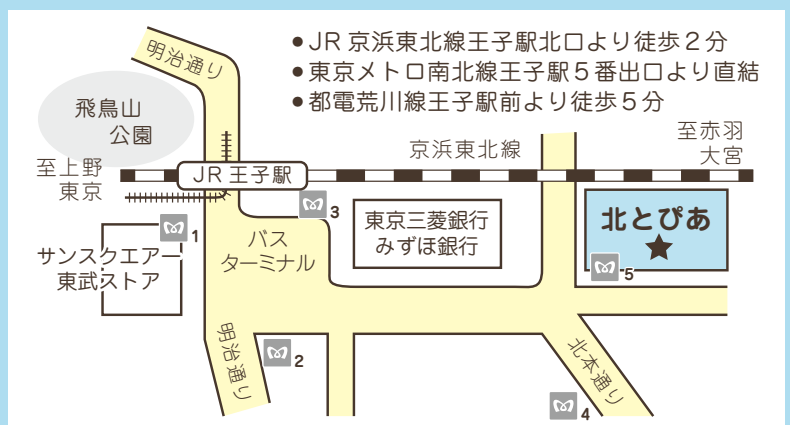 ● JR 京浜東北線王子駅北口より徒歩２分
● 東京メトロ南北線王子駅５番出口より直結
● 都電荒川線王子駅前より徒歩５分
明治通り
飛鳥山
公園
京浜東北線
至赤羽
大宮
至上野
東京
JR 王子駅
3
1
サンスクエアー
東武ストア
バス
ターミナル
東京三菱銀行
みずほ銀行
北とぴあ
★
5
明治通り
2
北本通り
4